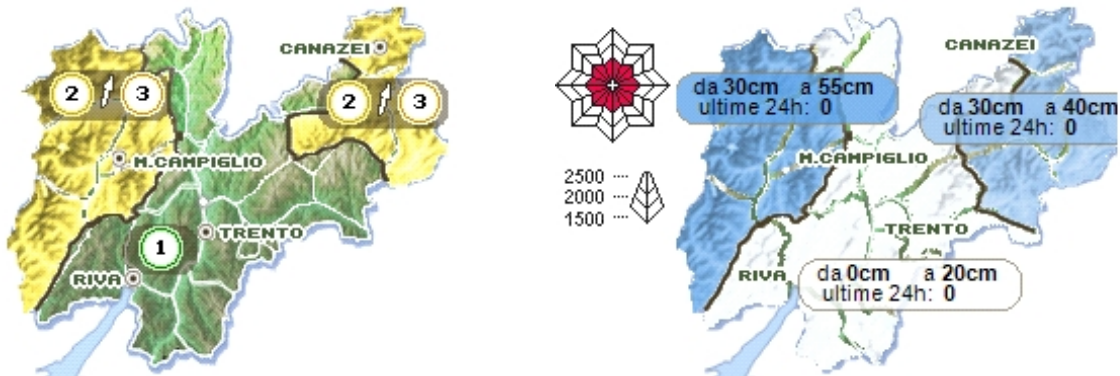 CANAZEI
2 3
2 3
M.CAMPIGLIO
1
TRENTO
RIVA
CANAZEI
da 30cm a 55cm
ultime 24h: 0
da 30cm a 40cm
ultime 24h: 0
M.CAMPIGLIO
2500
2000
1500
TRENTO
RIVA
da 0cm a 20cm
ultime 24h: 0